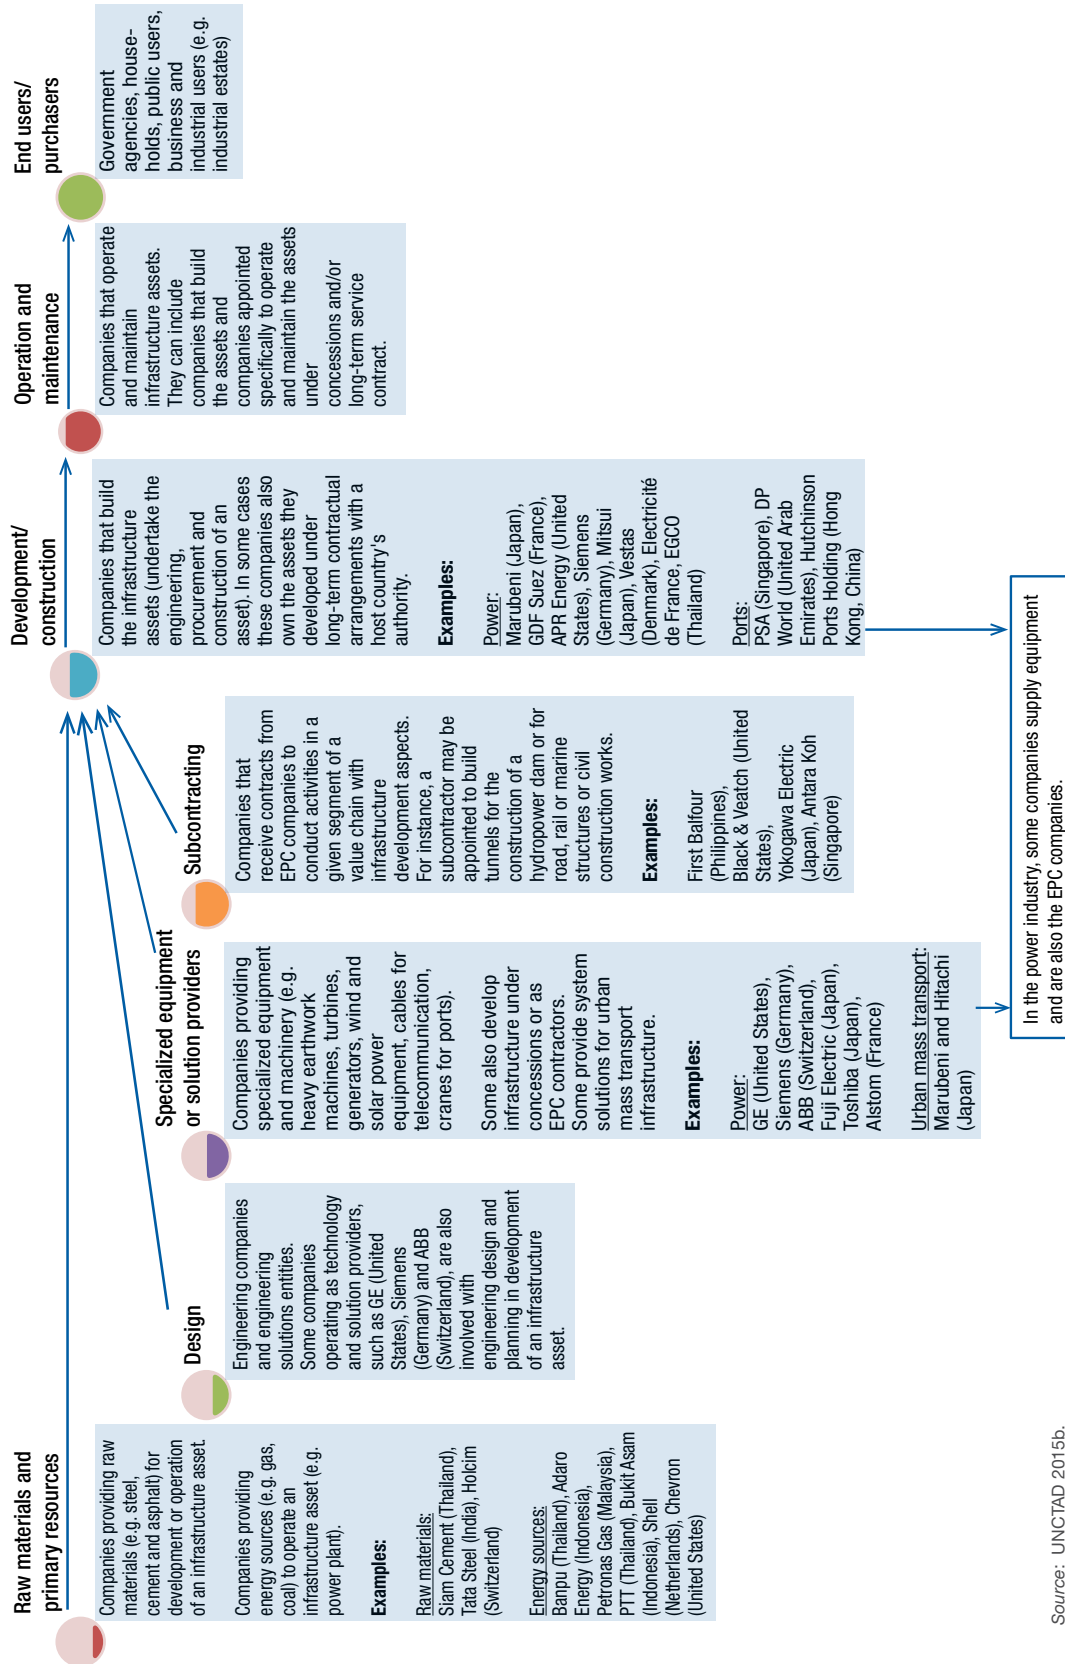 Raw materials and
primary resources
Companies providing raw
materials (e.g. steel,
cement and asphalt) for
development or operation
of an infrastructure asset.
Companies providing
energy sources (e.g. gas,
coal) to operate an
infrastructure asset (e.g.
power plant).
Examples:
Raw materials:
Siam Cement (Thailand),
Tata Steel (India), Holcim
(Switzerland)
Energy sources:
Banpu (Thailand), Adaro
Energy (Indonesia),
Petronas Gas (Malaysia),
PTT (Thailand), Bukit Asam
(Indonesia), Shell
(Netherlands), Chevron
(United States)
Design
Engineering companies
and engineering
solutions entities.
Some companies
operating as technology
and solution providers,
such as GE (United
States), Siemens
(Germany) and ABB
(Switzerland), are also
involved with
engineering design and
planning in development
of an infrastructure
asset.
Specialized equipment
or solution providers
Companies providing
specialized equipment
and machinery (e.g.
heavy earthwork
machines, turbines,
generators, wind and
solar power
equipment, cables for
telecommunication,
cranes for ports).
Some also develop
infrastructure under
concessions or as
EPC contractors.
Some provide system
solutions for urban
mass transport
infrastructure.
Examples:
Power:
GE (United States),
Siemens (Germany),
ABB (Switzerland),
Fuji Electric (Japan),
Toshiba (Japan),
Alstom (France)
Urban mass transport:
Marubeni and Hitachi
(Japan)
Subcontracting
Companies that
receive contracts from
EPC companies to
conduct activities in a
given segment of a
value chain with
infrastructure
development aspects.
For instance, a
subcontractor may be
appointed to build
tunnels for the
construction of a
hydropower dam or for
road, rail or marine
structures or civil
construction works.
Examples:
First Balfour
(Philippines),
Black & Veatch (United
States),
Yokogawa Electric
(Japan), Antara Koh
(Singapore)
Development/
construction
Companies that build
the infrastructure
assets (undertake the
engineering,
procurement and
construction of an
asset). In some cases
these companies also
own the assets they
developed under
long-term contractual
arrangements with a
host country's
authority.
Examples:
Power:
Marubeni (Japan),
GDF Suez (France),
APR Energy (United
States), Siemens
(Germany), Mitsui
(Japan), Vestas
(Denmark), Electricité
de France, EGCO
(Thailand)
Ports:
PSA (Singapore), DP
World (United Arab
Emirates), Hutchinson
Ports Holding (Hong
Kong, China)
Operation and
maintenance
Companies that operate
and maintain
infrastructure assets.
They can include
companies that build
the assets and
companies appointed
specifically to operate
and maintain the assets
under
concessions and/or
long-term service
contract.
End users/
purchasers
Government
agencies, house-
holds, public users,
business and
industrial users (e.g.
industrial estates)
In the power industry, some companies supply equipment
and are also the EPC companies.
Source: UNCTAD 2015b.